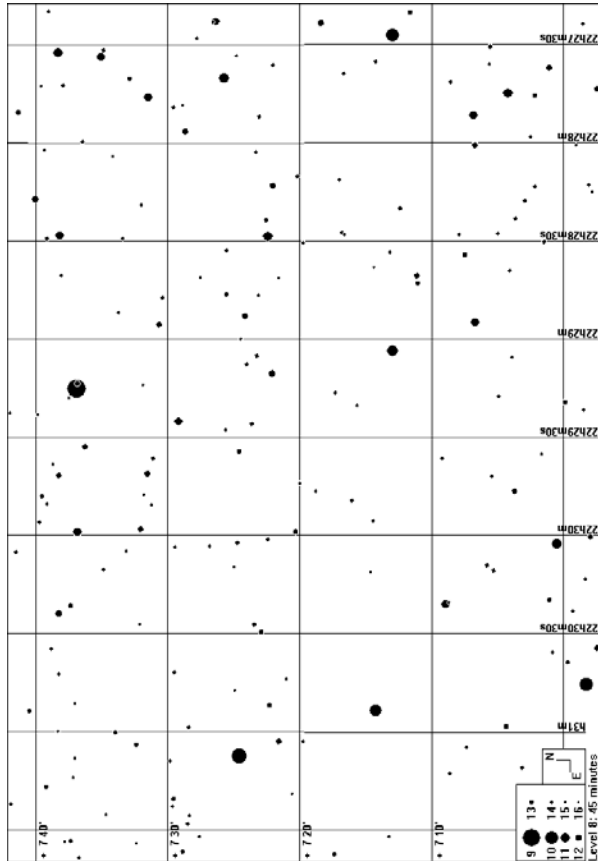 22h27m30s
22h28m
22h28m30s
22h29m
22h29m30s
22h30m
22h30m30s
h31m
7 40'
7 30'
7 20'
7 10'
N
E
9 13
10 14
11 15
12 16
Level 8: 45 minutes